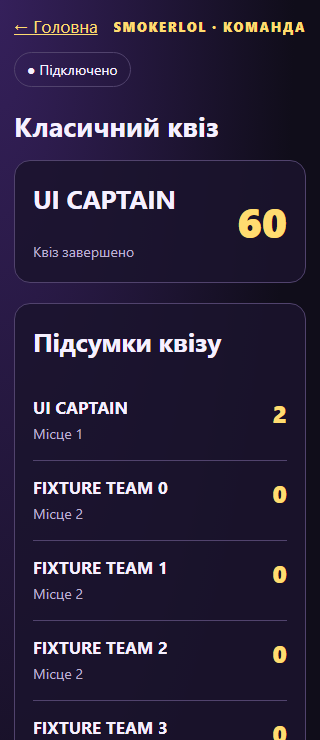 ← Головна
SMOKERLOL · КОМАНДА
● Підключено
Класичний квіз
UI CAPTAIN
60
Квіз завершено
Підсумки квізу
UI CAPTAIN
2
Місце 1
FIXTURE TEAM 0
0
Місце 2
FIXTURE TEAM 1
0
Місце 2
FIXTURE TEAM 2
0
Місце 2
FIXTURE TEAM 3
0